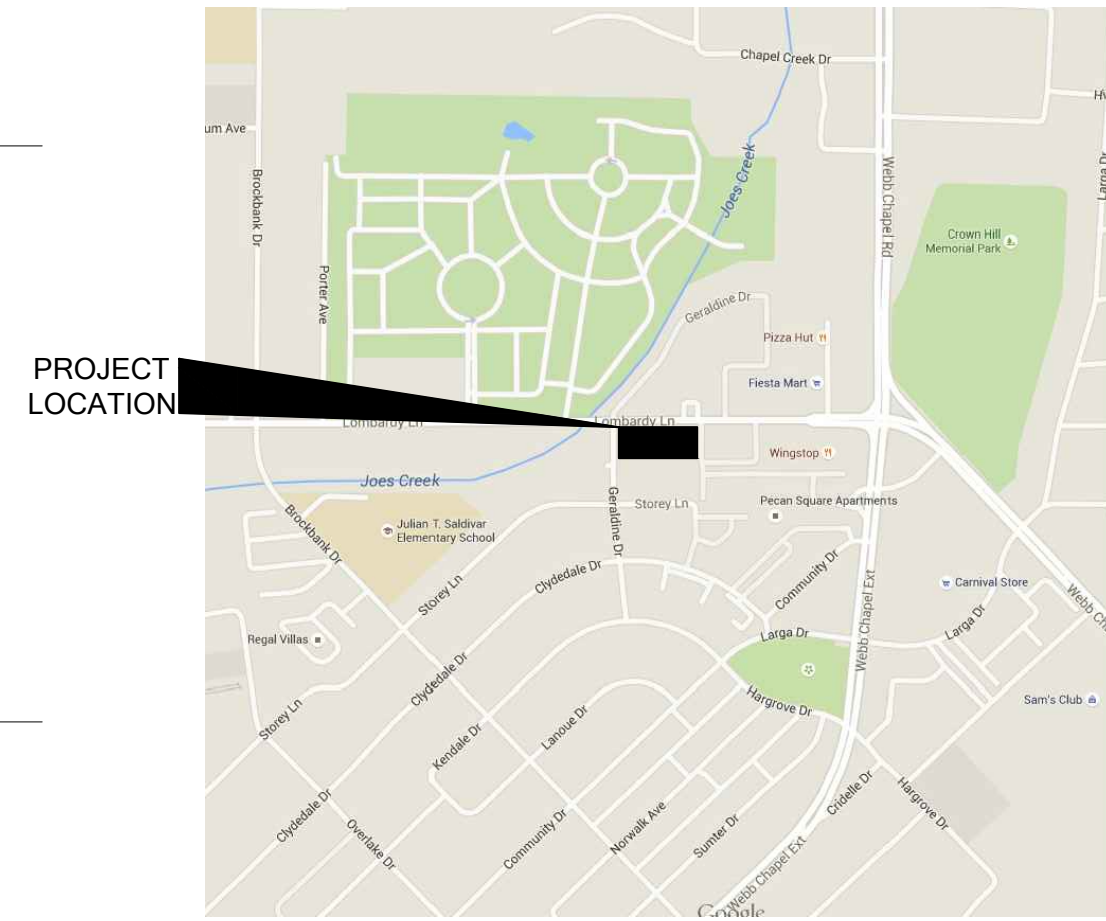 Chapel Creek Dr
um Ave
Joes Creek
Brockbank Dr
Webb Chapel Rd
Larga Dr
Crown Hill
Memorial Park
Porter Ave
Geraldine Dr
Pizza Hut
PROJECT
LOCATION
Fiesta Mart
Lombardy Ln
Lombardy Ln
Wingstop
Joes Creek
Pecan Square Apartments
Storey Ln
Geraldine Dr
Brockbank Dr
Julian T. Saldivar
Elementary School
Clydedale Dr
Community Dr
Carnival Store
Storey Ln
Webb Chapel Ext
Webb Cha
Larga Dr
Larga Dr
Regal Villas
Clydedale Dr
Hargrove Dr
Sam's Club
Storey Ln
Lanoue Dr
Kendale Dr
Clydedale Dr
Overlake Dr
Community Dr
Norwalk Ave
Sumter Dr
Cridelle Dr
Hargrove Dr
Webb Chapel Ext
Google